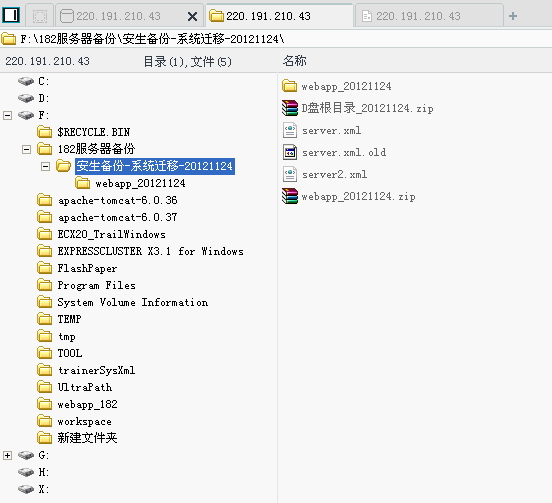 220.191.210.43
220.191.210.43
220.191.210.43
F:\182服务器备份\安生备份-系统迁移-20121124\
220.191.210.43
目录(1),文件(5)
名称
C:
D:
F:
$RECYCLE.BIN
182服务器备份
安生备份-系统迁移-20121124
webapp_20121124
apache-tomcat-6.0.36
apache-tomcat-6.0.37
ECX20_TrailWindows
EXPRESSCLUSTER X3.1 for Windows
FlashPaper
Program Files
System Volume Information
TEMP
tmp
TOOL
trainerSysXml
UltraPath
webapp_182
workspace
新建文件夹
G:
H:
X:
webapp_20121124
D盘根目录_20121124.zip
server.xml
server.xml.old
server2.xml
webapp_20121124.zip